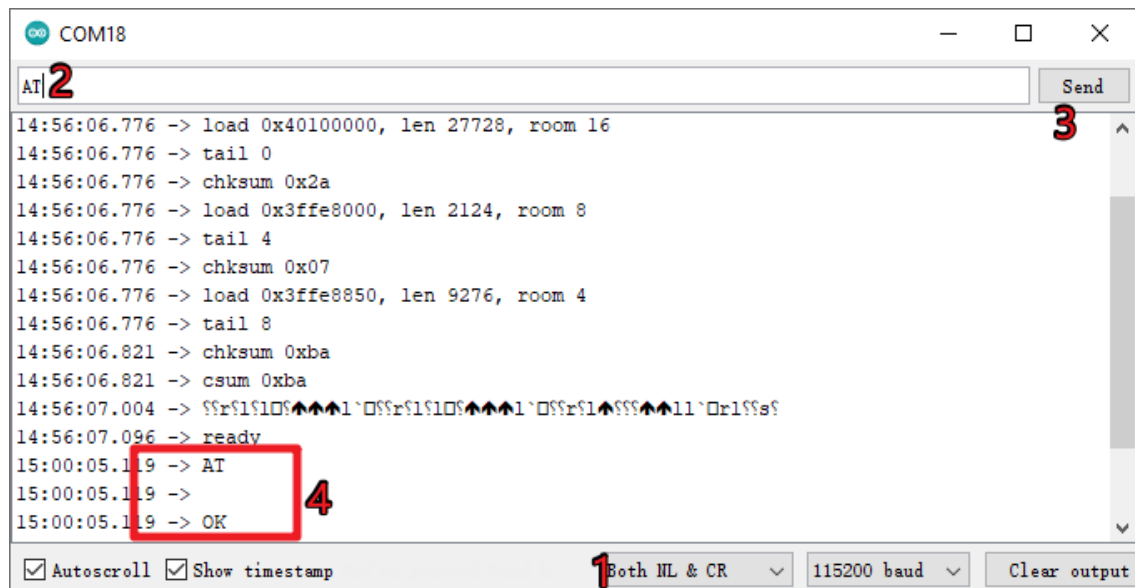 COM18
AT 2
Send
3
14:56:06.776 -> load 0x40100000, len 27728, room 16
14:56:06.776 -> tail 0
14:56:06.776 -> chksum 0x2a
14:56:06.776 -> load 0x3ffe8000, len 2124, room 8
14:56:06.776 -> tail 4
14:56:06.776 -> chksum 0x07
14:56:06.776 -> load 0x3ffe8850, len 9276, room 4
14:56:06.776 -> tail 8
14:56:06.821 -> chksum 0xba
14:56:06.821 -> csum 0xba
14:56:07.004 ->
14:56:07.096 -> ready
15:00:05.119 -> AT
15:00:05.119 ->
4
15:00:05.119 -> OK
Autoscroll Show timestamp 1 Both NL & CR 115200 baud Clear output